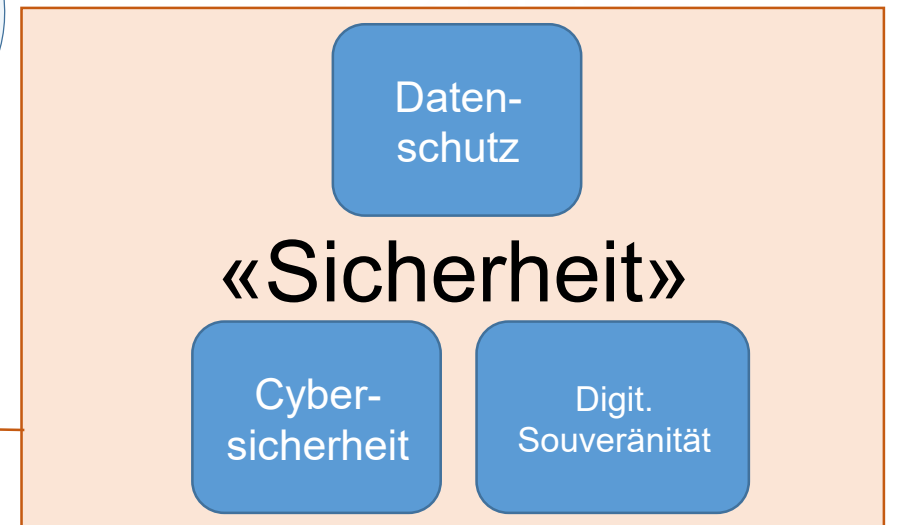 Daten-
schutz
«Sicherheit»
Cyber-
sicherheit
Digit.
Souveränität